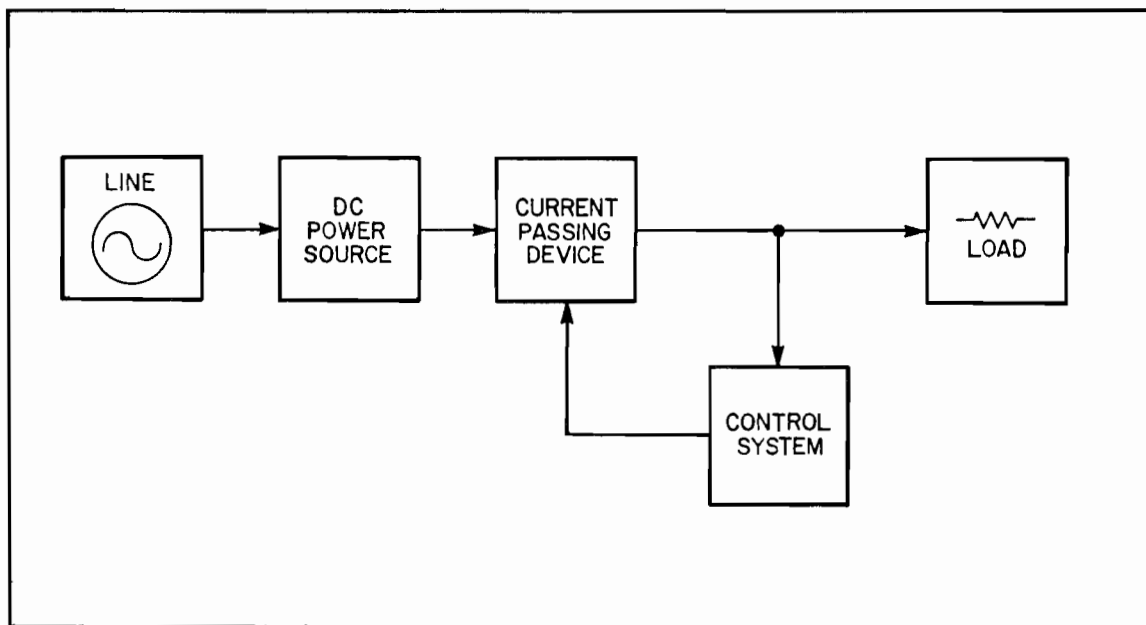 LINE
DC
POWER
SOURCE
CURRENT
PASSING
DEVICE
LOAD
CONTROL
SYSTEM